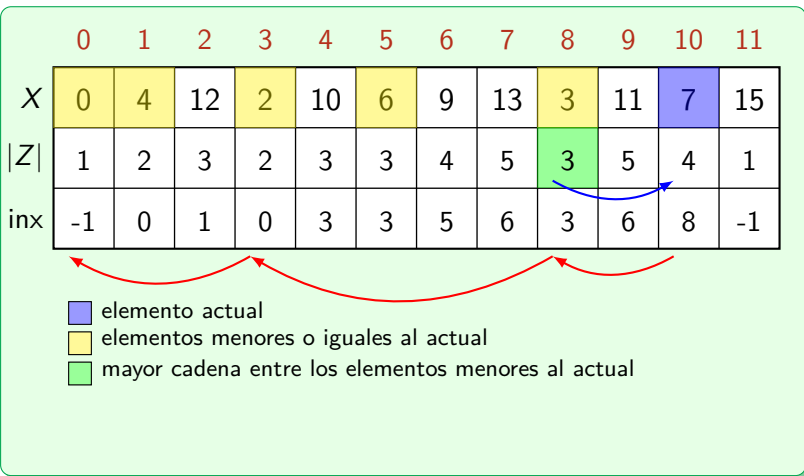 0 1 2 3 4 5 6 7 8 9 10 11
X 0 4 12 2 10 6 9 13 3 11 7 15
|Z| 1 2 3 2 3 3 4 5 3 5 4 1
inx -1 0 1 0 3 3 5 6 3 6 8 -1
elemento actual
elementos menores o iguales al actual
mayor cadena entre los elementos menores al actual